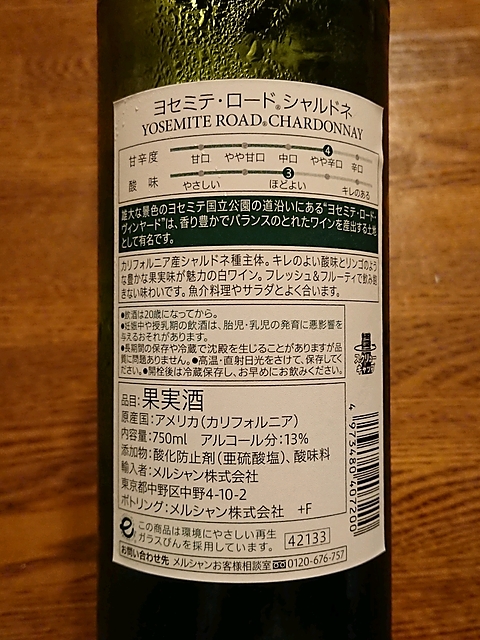 ヨセミテ・ロード®シャルドネ
YOSEMITE ROAD®CHARDONNAY
甘辛度 甘口 やや甘口 中口 4 やや辛口 辛口
酸味 やさしい 3 ほどよい キレのある
雄大な景色のヨセミテ国立公園の道沿いにある“ヨセミテ・ロード・
ヴィンヤード”は、香り豊かでバランスのとれたワインを産出する土地
として有名です。
カリフォルニア産シャルドネ種主体。キレのよい酸味とリンゴのよう
な豊かな果実味が魅力の白ワイン。フレッシュ&フルーティで飲み飽
きない味わいです。魚介料理やサラダとよく合います。
●飲酒は20歳になってから。
●妊娠中や授乳期の飲酒は、胎児・乳児の発育に悪影響を
与えるおそれがあります。
●長期間の保存や冷蔵で沈殿を生じることがありますが品
質に問題ありません。●高温・直射日光をさけて、保存してく
ださい。●開栓後は冷蔵保存し、お早めにお飲みください。
スクリュー
キャップ
品目:果実酒
原産国:アメリカ(カリフォルニア)
内容量:750ml アルコール分:13%
添加物:酸化防止剤(亜硫酸塩)、酸味料
輸入者:メルシャン株式会社
東京都中野区中野4-10-2
ボトリング:メルシャン株式会社 +F
4973480407200
この商品は環境にやさしい再生
ガラスびんを採用しています。
42133
お問い合わせ先 メルシャンお客様相談室 0120-676-757